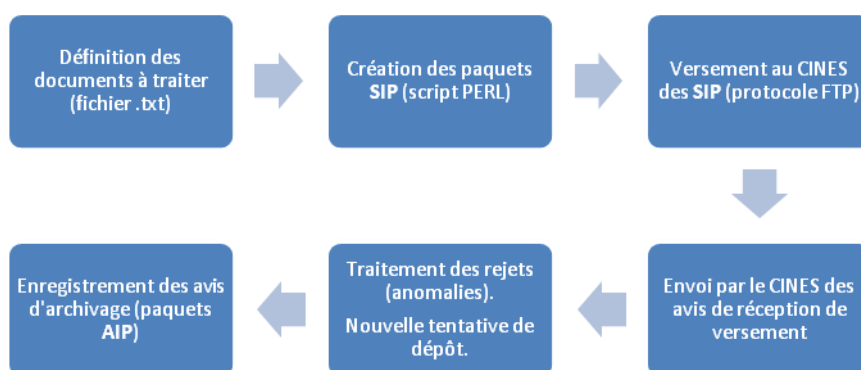 Définition des
documents à traiter
(fichier .txt)
Création des paquets
SIP (script PERL)
Versement au CINES
des SIP (protocole FTP)
Envoi par le CINES des
avis de réception de
versement
Traitement des rejets
(anomalies).
Nouvelle tentative de
dépôt.
Enregistrement des avis
d'archivage (paquets
AIP)